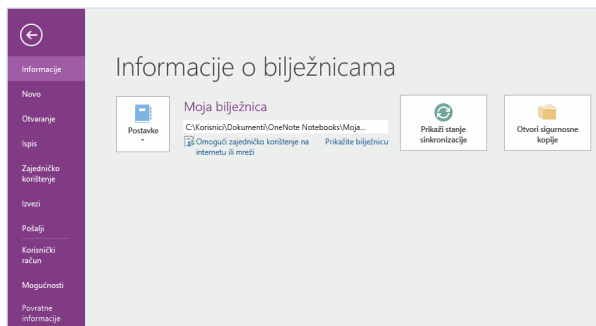 Informacije
Novo
Otvaranje
Ispis
Zajedničko
korištenje
Izvezi
Pošalji
Korisnički
račun
Mogućnosti
Povratne
informacije
Informacije o bilježnicama
Postavke
Moja bilježnica
C:\Korisnici\Dokumenti\OneNote Notebooks\Moja...
Omogući zajedničko korištenje na
internetu ili mreži
Prikažite bilježnicu
Prikaži stanje
sinkronizacije
Otvori sigurnosne
kopije